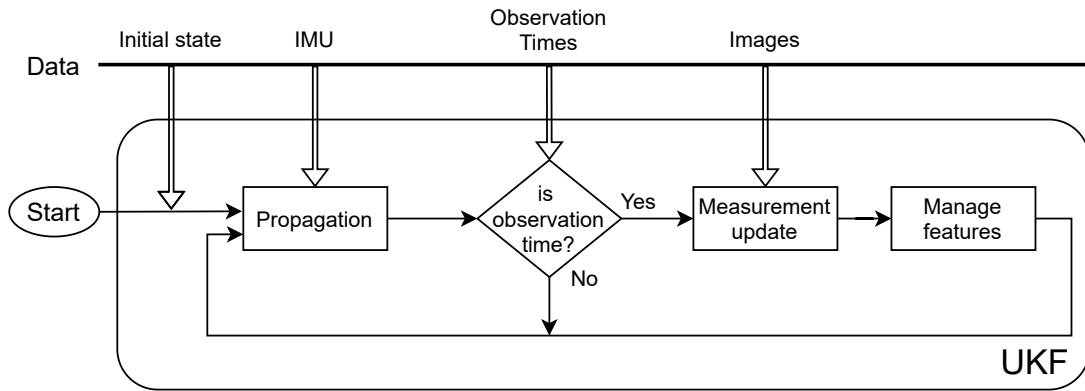 Observation
Initial state
IMU
Times
Images
Data
Start
Propagation
is
observation
time?
Yes
No
Measurement
update
Manage
features
UKF